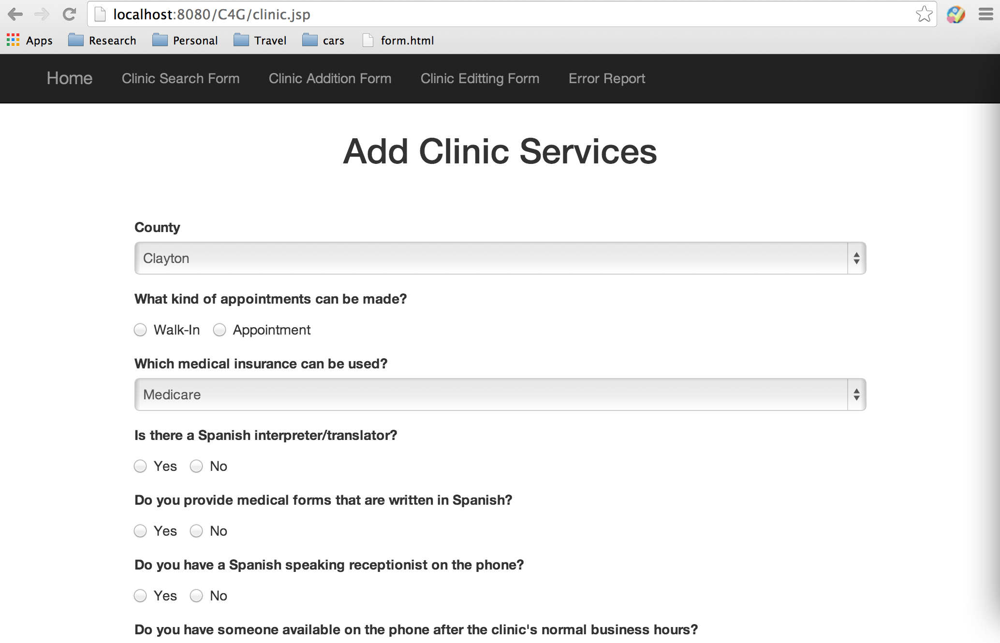 localhost:8080/C4G/clinic.jsp
Apps Research Personal Travel cars form.html
Home Clinic Search Form Clinic Addition Form Clinic Editting Form Error Report
Add Clinic Services
County
Clayton
What kind of appointments can be made?
Walk-In Appointment
Which medical insurance can be used?
Medicare
Is there a Spanish interpreter/translator?
Yes No
Do you provide medical forms that are written in Spanish?
Yes No
Do you have a Spanish speaking receptionist on the phone?
Yes No
Do you have someone available on the phone after the clinic's normal business hours?